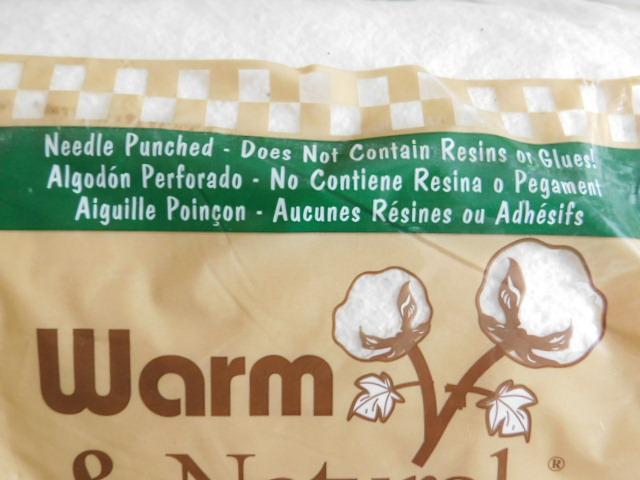 Needle Punched - Does Not Contain Resins or Glues!
Algodón Perforado - No Contiene Resina o Pegament
Aiguille Poinçon - Aucunes Résines ou Adhésifs
Warm
& Natural ®